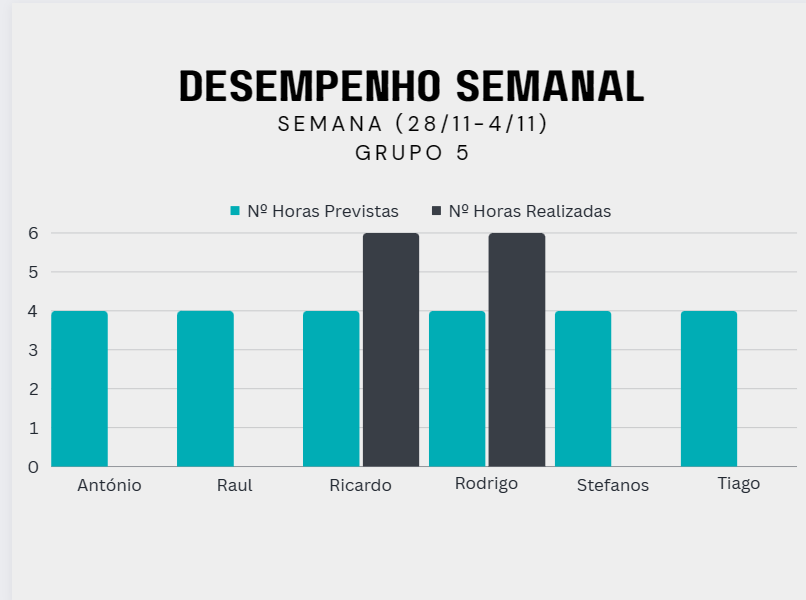 DESEMPENHO SEMANAL
SEMANA (28/11-4/11)
GRUPO 5
Nº Horas Previstas Nº Horas Realizadas
6
5
4
3
2
1
0
António Raul Ricardo Rodrigo Stefanos Tiago